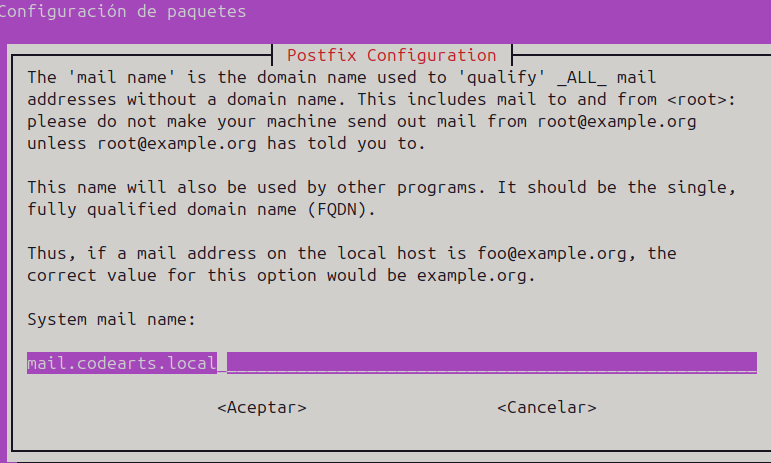 Configuración de paquetes
Postfix Configuration
The 'mail name' is the domain name used to 'qualify' _ALL_ mail
addresses without a domain name. This includes mail to and from <root>:
please do not make your machine send out mail from root@example.org
unless root@example.org has told you to.
This name will also be used by other programs. It should be the single,
fully qualified domain name (FQDN).
Thus, if a mail address on the local host is foo@example.org, the
correct value for this option would be example.org.
System mail name:
mail.codearts.local
<Aceptar> <Cancelar>